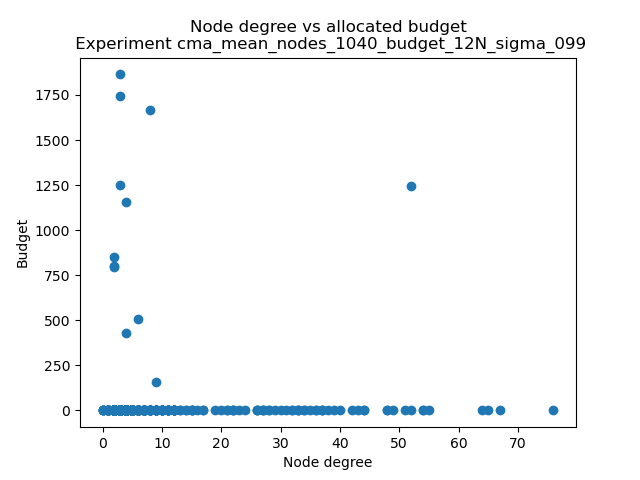 Node degree vs allocated budget
Experiment cma_mean_nodes_1040_budget_12N_sigma_099
1750
1500
1250
1000
750
500
250
0
Budget
0 10 20 30 40 50 60 70
Node degree